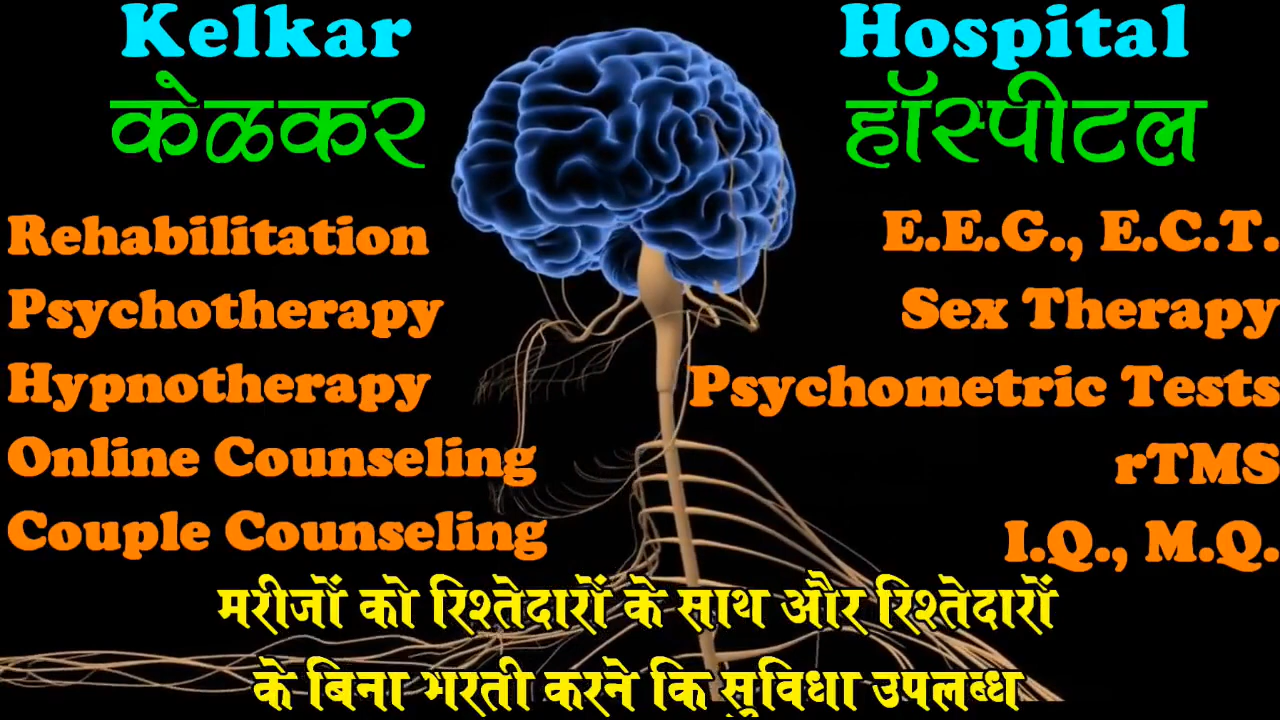 Kelkar Hospital
केळकर हॉस्पीटल
Rehabilitation
Psychotherapy
Hypnotherapy
Online Counseling
Couple Counseling
E.E.G., E.C.T.
Sex Therapy
Psychometric Tests
rTMS
I.Q., M.Q.
मरीजों को रिश्तेदारों के साथ और रिश्तेदारों
के बिना भरती करने कि सुविधा उपलब्ध